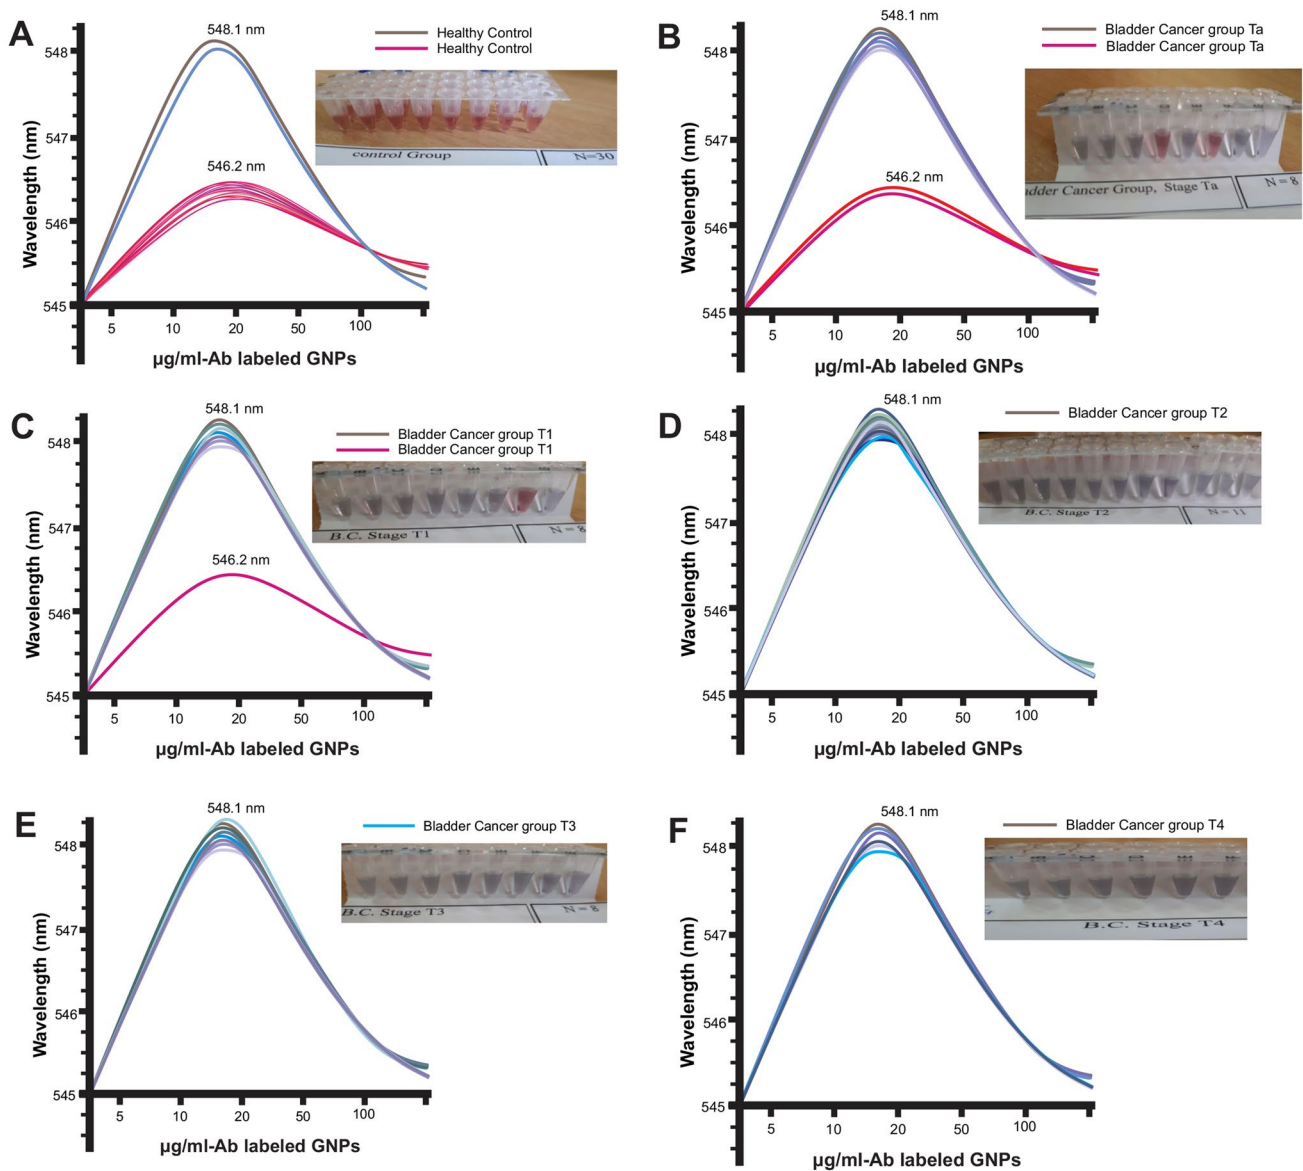 A
548.1 nm
Healthy Control
Healthy Control
548
547
546
545
546.2 nm
control Group
N=30
5 10 20 50 100
Wavelength (nm)
µg/ml-Ab labeled GNPs
B
548.1 nm
Bladder Cancer group Ta
Bladder Cancer group Ta
548
547
546
545
546.2 nm
adder Cancer Group, Stage Ta
N=8
5 10 20 50 100
Wavelength (nm)
µg/ml-Ab labeled GNPs
C
548.1 nm
Bladder Cancer group T1
Bladder Cancer group T1
548
547
546
545
546.2 nm
B.C. Stage T1
N=8
5 10 20 50 100
Wavelength (nm)
µg/ml-Ab labeled GNPs
D
548.1 nm
Bladder Cancer group T2
548
547
546
545
B.C. Stage T2
N=11
5 10 20 50 100
Wavelength (nm)
µg/ml-Ab labeled GNPs
E
548.1 nm
Bladder Cancer group T3
548
547
546
545
B.C. Stage T3
N=8
5 10 20 50 100
Wavelength (nm)
µg/ml-Ab labeled GNPs
F
548.1 nm
Bladder Cancer group T4
548
547
546
545
B.C. Stage T4
5 10 20 50 100
Wavelength (nm)
µg/ml-Ab labeled GNPs